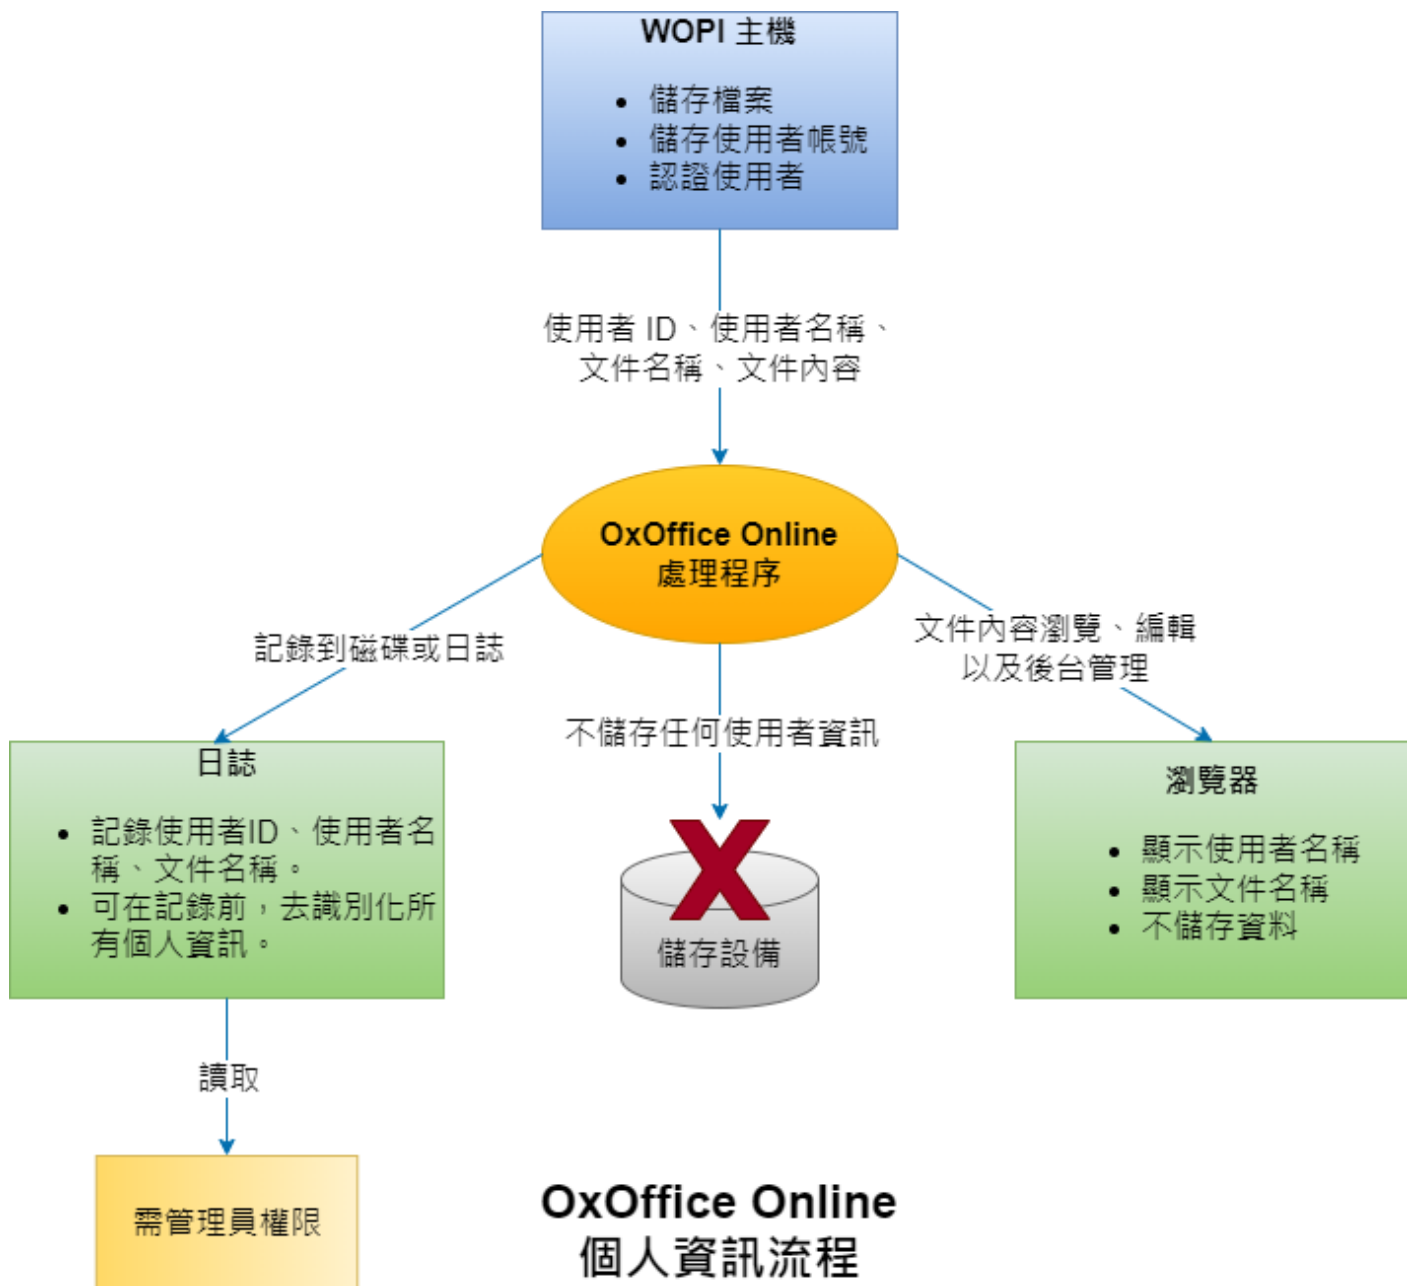 WOPI 主機
• 儲存檔案
• 儲存使用者帳號
• 認證使用者
使用者 ID、使用者名稱、
文件名稱、文件內容
OxOffice Online
處理程序
記錄到磁碟或日誌
不儲存任何使用者資訊
文件內容瀏覽、編輯
以及後台管理
日誌
• 記錄使用者ID、使用者名
稱、文件名稱。
• 可在記錄前，去識別化所
有個人資訊。
X
儲存設備
瀏覽器
• 顯示使用者名稱
• 顯示文件名稱
• 不儲存資料
讀取
需管理員權限
OxOffice Online
個人資訊流程